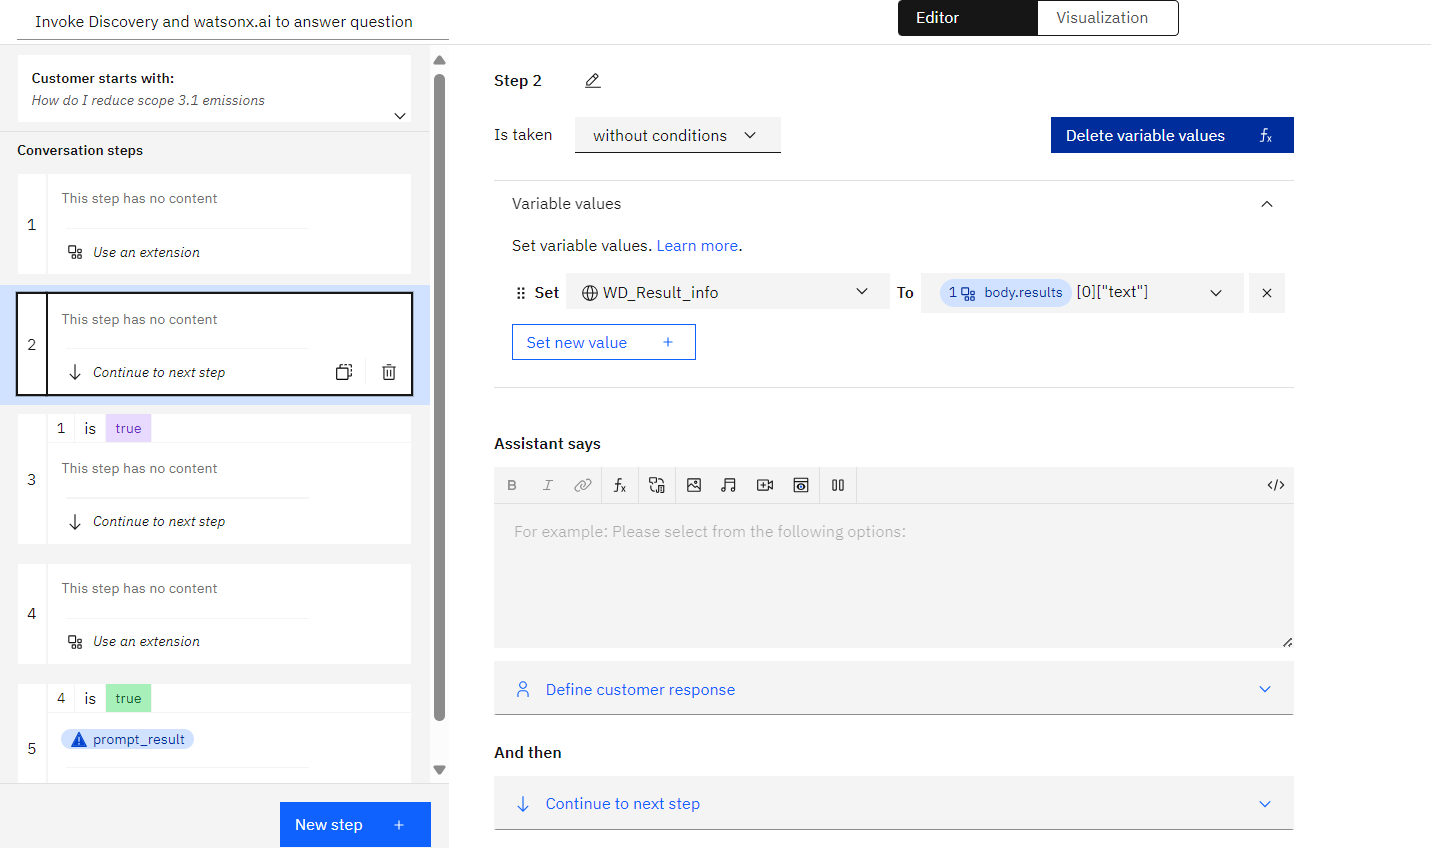 Invoke Discovery and watsonx.ai to answer question
Editor
Visualization
Customer starts with:
How do I reduce scope 3.1 emissions
Conversation steps
1
This step has no content
Use an extension
2
This step has no content
Continue to next step
1 is true
3
This step has no content
Continue to next step
4
This step has no content
Use an extension
4 is true
5
prompt_result
New step +
Step 2
Is taken without conditions
Delete variable values fx
Variable values
Set variable values. Learn more.
Set WD_Result_info To 1 body.results [0]["text"]
Set new value +
Assistant says
B I fx </>
For example: Please select from the following options:
Define customer response
And then
Continue to next step